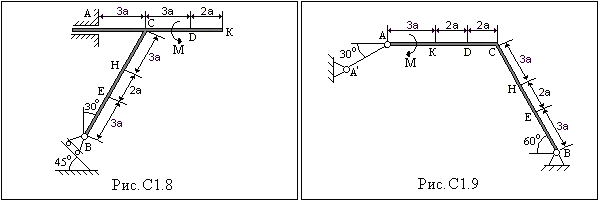 A 3a C 3a 2a
M D K
3a
H
2a
E
30°
3a
B
45°
Рис. С1.8
A 3a 2a 2a
30° M K D C
A'
3a
H
2a
E
3a
60° B
Рис. С1.9